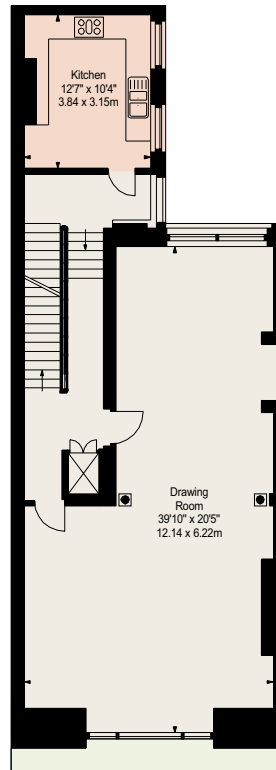 Kitchen
12'7" x 10'4"
3.84 x 3.15m
Drawing
Room
39'10" x 20'5"
12.14 x 6.22m